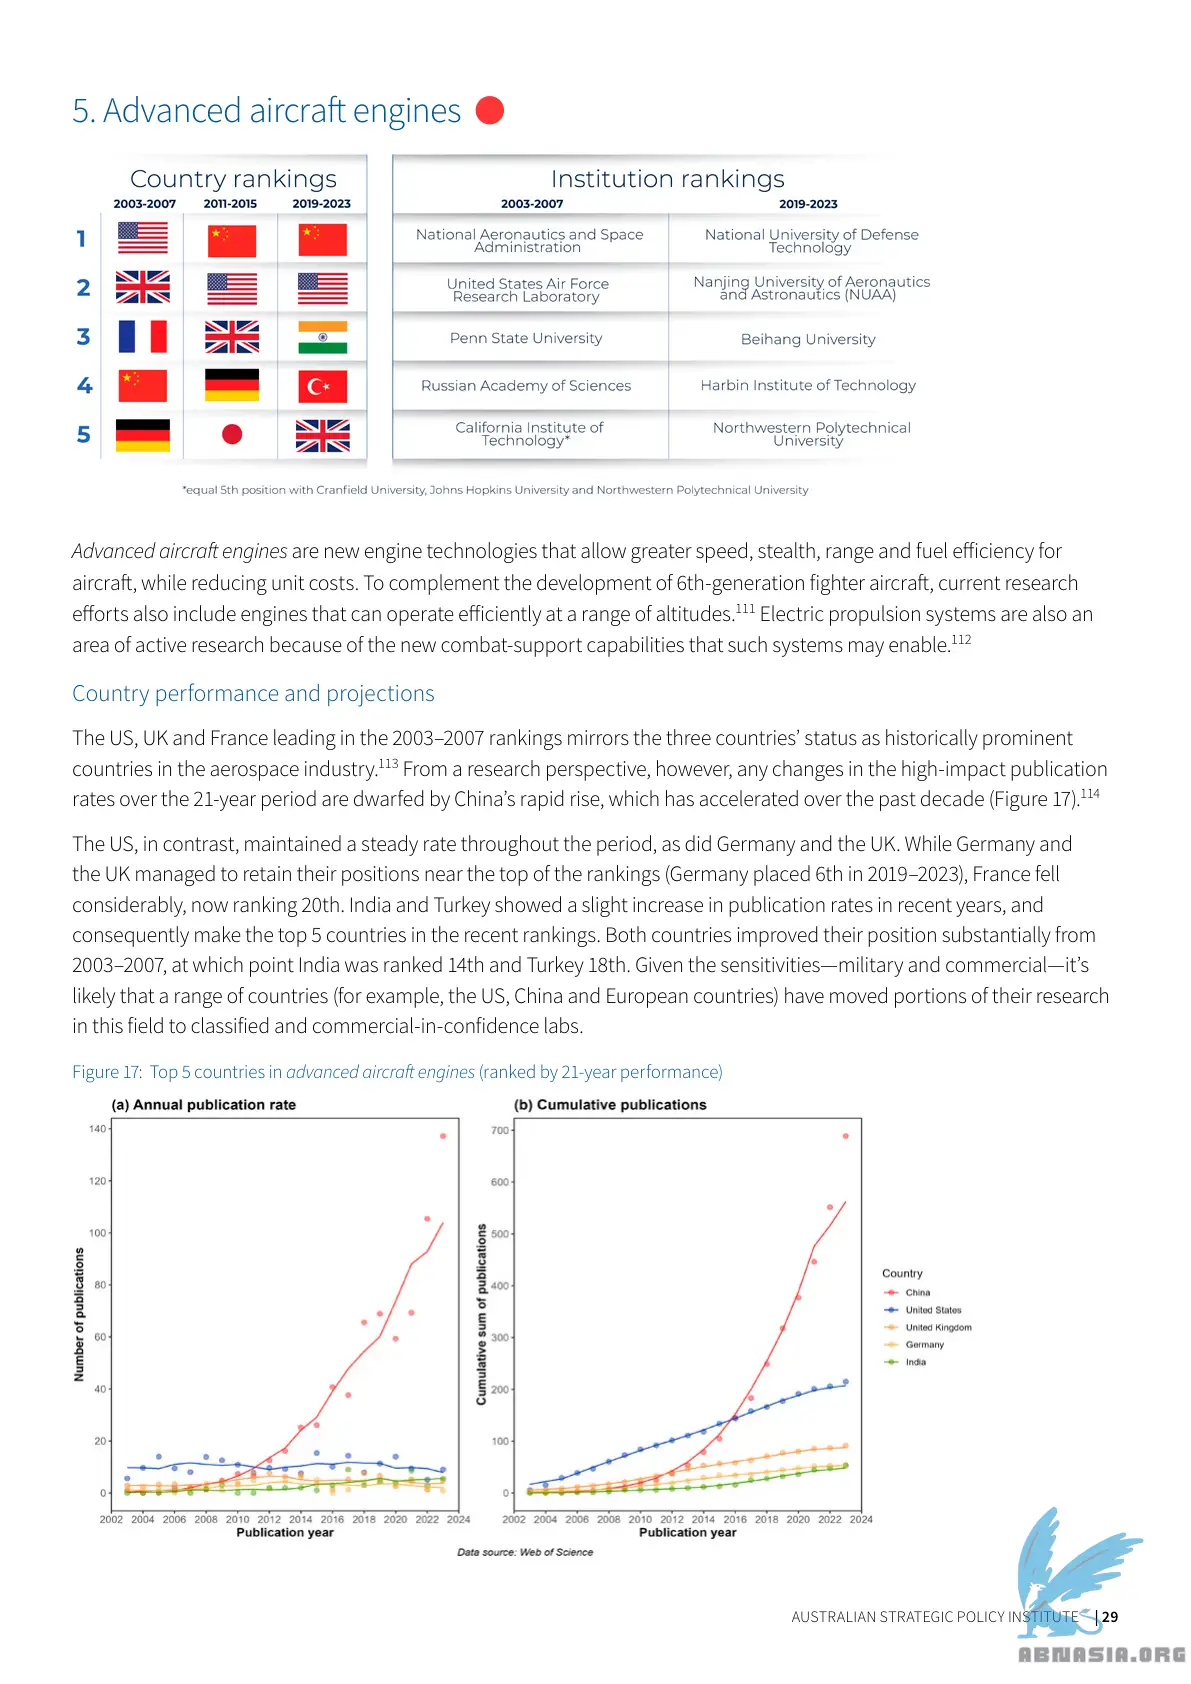 5. Advanced aircraft engines
Country rankings
2003-2007 2011-2015 2019-2023
1
2
3
4
5
Institution rankings
2003-2007 2019-2023
National Aeronautics and Space
Administration
National University of Defense
Technology
United States Air Force
Research Laboratory
Nanjing University of Aeronautics
and Astronautics (NUAA)
Penn State University
Beihang University
Russian Academy of Sciences
Harbin Institute of Technology
California Institute of
Technology*
Northwestern Polytechnical
University
*equal 5th position with Cranfield University, Johns Hopkins University and Northwestern Polytechnical University
Advanced aircraft engines are new engine technologies that allow greater speed, stealth, range and fuel efficiency for
aircraft, while reducing unit costs. To complement the development of 6th-generation fighter aircraft, current research
efforts also include engines that can operate efficiently at a range of altitudes.111 Electric propulsion systems are also an
area of active research because of the new combat-support capabilities that such systems may enable.112
Country performance and projections
The US, UK and France leading in the 2003–2007 rankings mirrors the three countries’ status as historically prominent
countries in the aerospace industry.113 From a research perspective, however, any changes in the high-impact publication
rates over the 21-year period are dwarfed by China’s rapid rise, which has accelerated over the past decade (Figure 17).114
The US, in contrast, maintained a steady rate throughout the period, as did Germany and the UK. While Germany and
the UK managed to retain their positions near the top of the rankings (Germany placed 6th in 2019–2023), France fell
considerably, now ranking 20th. India and Turkey showed a slight increase in publication rates in recent years, and
consequently make the top 5 countries in the recent rankings. Both countries improved their position substantially from
2003–2007, at which point India was ranked 14th and Turkey 18th. Given the sensitivities—military and commercial—it’s
likely that a range of countries (for example, the US, China and European countries) have moved portions of their research
in this field to classified and commercial-in-confidence labs.
Figure 17: Top 5 countries in advanced aircraft engines (ranked by 21-year performance)
(a) Annual publication rate
Number of publications
140
120
100
80
60
40
20
0
2002 2004 2006 2008 2010 2012 2014 2016 2018 2020 2022 2024
Publication year
(b) Cumulative publications
Cumulative sum of publications
700
600
500
400
300
200
100
0
2002 2004 2006 2008 2010 2012 2014 2016 2018 2020 2022 2024
Publication year
Country
China
United States
United Kingdom
Germany
India
Data source: Web of Science
AUSTRALIAN STRATEGIC POLICY INSTITUTE | 29
ABNASIA.ORG